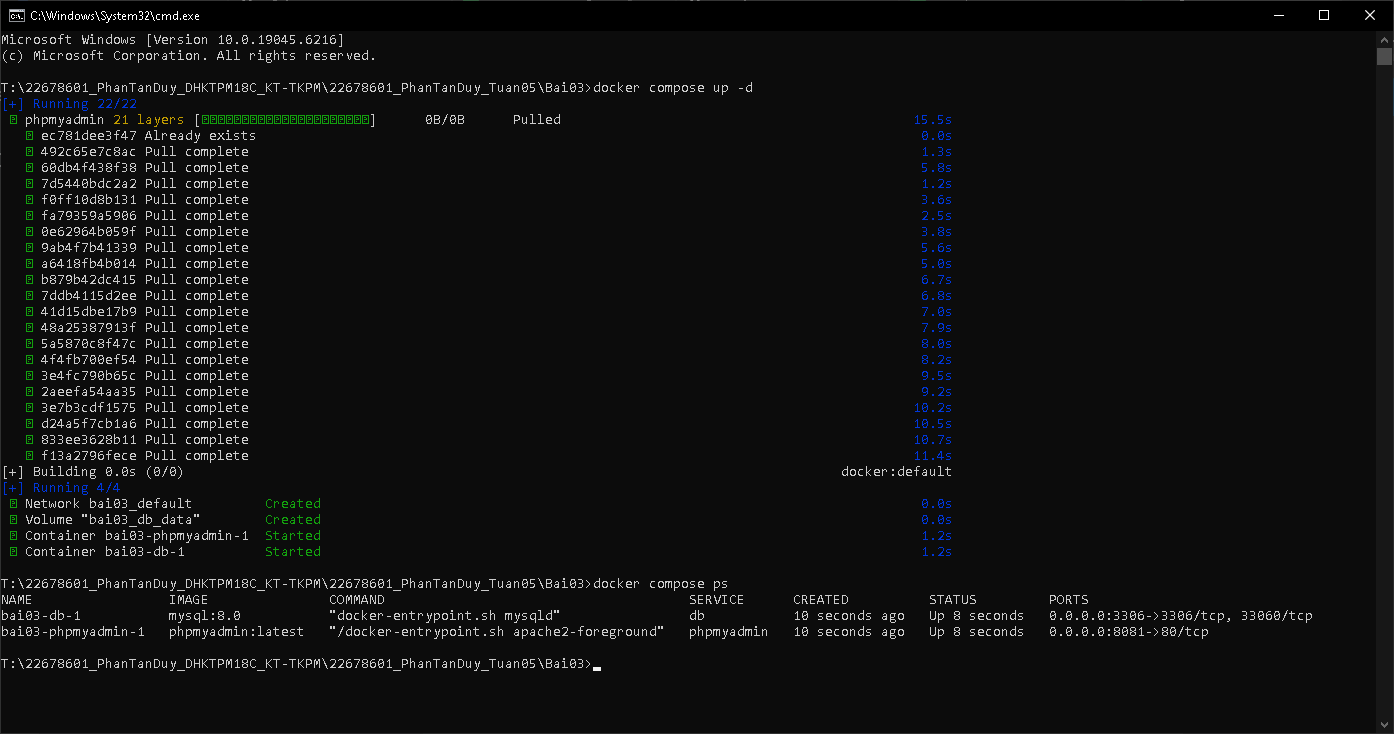 C:\Windows\System32\cmd.exe
Microsoft Windows [Version 10.0.19045.6216]
(c) Microsoft Corporation. All rights reserved.
T:\22678601_PhanTanDuy_DHKTPM18C_KT-TKPM\22678601_PhanTanDuy_Tuan05\Bai03>docker compose up -d
[+] Running 22/22
phpmyadmin 21 layers [] 0B/0B Pulled 15.5s
ec781dee3f47 Already exists 0.0s
492c65e7c8ac Pull complete 1.3s
60db4f438f38 Pull complete 5.8s
7d5440bdc2a2 Pull complete 1.2s
f0ff10d8b131 Pull complete 3.6s
fa79359a5906 Pull complete 2.5s
0e62964b059f Pull complete 3.8s
9ab4f7b41339 Pull complete 5.6s
a6418fb4b014 Pull complete 5.0s
b879b42dc415 Pull complete 6.7s
7ddb4115d2ee Pull complete 6.8s
41d15dbe17b9 Pull complete 7.0s
48a25387913f Pull complete 7.9s
5a5870c8f47c Pull complete 8.0s
4f4fb700ef54 Pull complete 8.2s
3e4fc790b65c Pull complete 9.5s
2aeefa54aa35 Pull complete 9.2s
3e7b3cdf1575 Pull complete 10.2s
d24a5f7cb1a6 Pull complete 10.5s
833ee3628b11 Pull complete 10.7s
f13a2796fece Pull complete 11.4s
[+] Building 0.0s (0/0) docker:default
[+] Running 4/4
Network bai03_default Created 0.0s
Volume "bai03_db_data" Created 0.0s
Container bai03-phpmyadmin-1 Started 1.2s
Container bai03-db-1 Started 1.2s
T:\22678601_PhanTanDuy_DHKTPM18C_KT-TKPM\22678601_PhanTanDuy_Tuan05\Bai03>docker compose ps
NAME IMAGE COMMAND SERVICE CREATED STATUS PORTS
bai03-db-1 mysql:8.0 "docker-entrypoint.sh mysqld" db 10 seconds ago Up 8 seconds 0.0.0.0:3306->3306/tcp, 33060/tcp
bai03-phpmyadmin-1 phpmyadmin:latest "/docker-entrypoint.sh apache2-foreground" phpmyadmin 10 seconds ago Up 8 seconds 0.0.0.0:8081->80/tcp
T:\22678601_PhanTanDuy_DHKTPM18C_KT-TKPM\22678601_PhanTanDuy_Tuan05\Bai03>